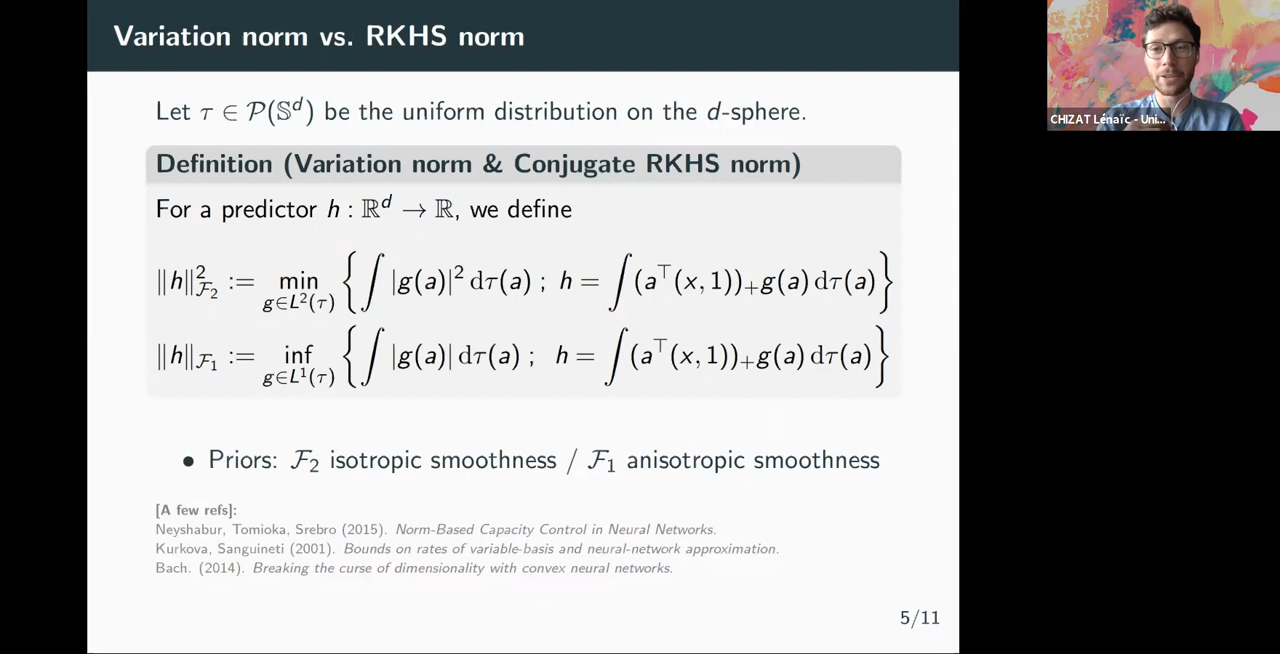 Variation norm vs. RKHS norm
CHIZAT Lénaïc - Uni...
Let τ ∈ 𝒫(𝕊ᵈ) be the uniform distribution on the d-sphere.
Definition (Variation norm & Conjugate RKHS norm)
For a predictor h : ℝᵈ → ℝ, we define
‖h‖²_{ℱ₂} := min_{g∈L²(τ)} { ∫ |g(a)|² dτ(a) ; h = ∫ (a^⊤(x, 1))₊g(a) dτ(a) }
‖h‖_{ℱ₁} := inf_{g∈L¹(τ)} { ∫ |g(a)| dτ(a) ; h = ∫ (a^⊤(x, 1))₊g(a) dτ(a) }
• Priors: ℱ₂ isotropic smoothness / ℱ₁ anisotropic smoothness
[A few refs]:
Neyshabur, Tomioka, Srebro (2015). Norm-Based Capacity Control in Neural Networks.
Kurkova, Sanguineti (2001). Bounds on rates of variable-basis and neural-network approximation.
Bach. (2014). Breaking the curse of dimensionality with convex neural networks.
5/11